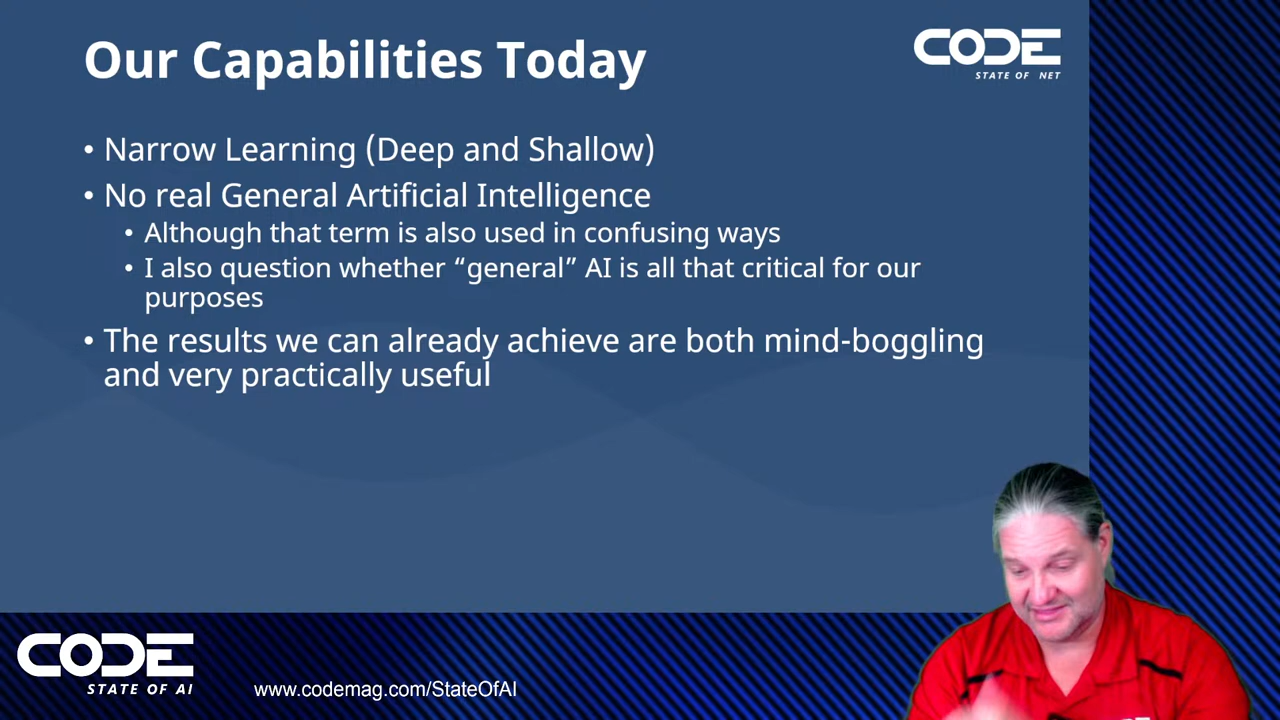 Our Capabilities Today
CODE
STATE OF NET
• Narrow Learning (Deep and Shallow)
• No real General Artificial Intelligence
• Although that term is also used in confusing ways
• I also question whether “general” AI is all that critical for our
purposes
• The results we can already achieve are both mind-boggling
and very practically useful
CODE
STATE OF AI
www.codemag.com/StateOfAI